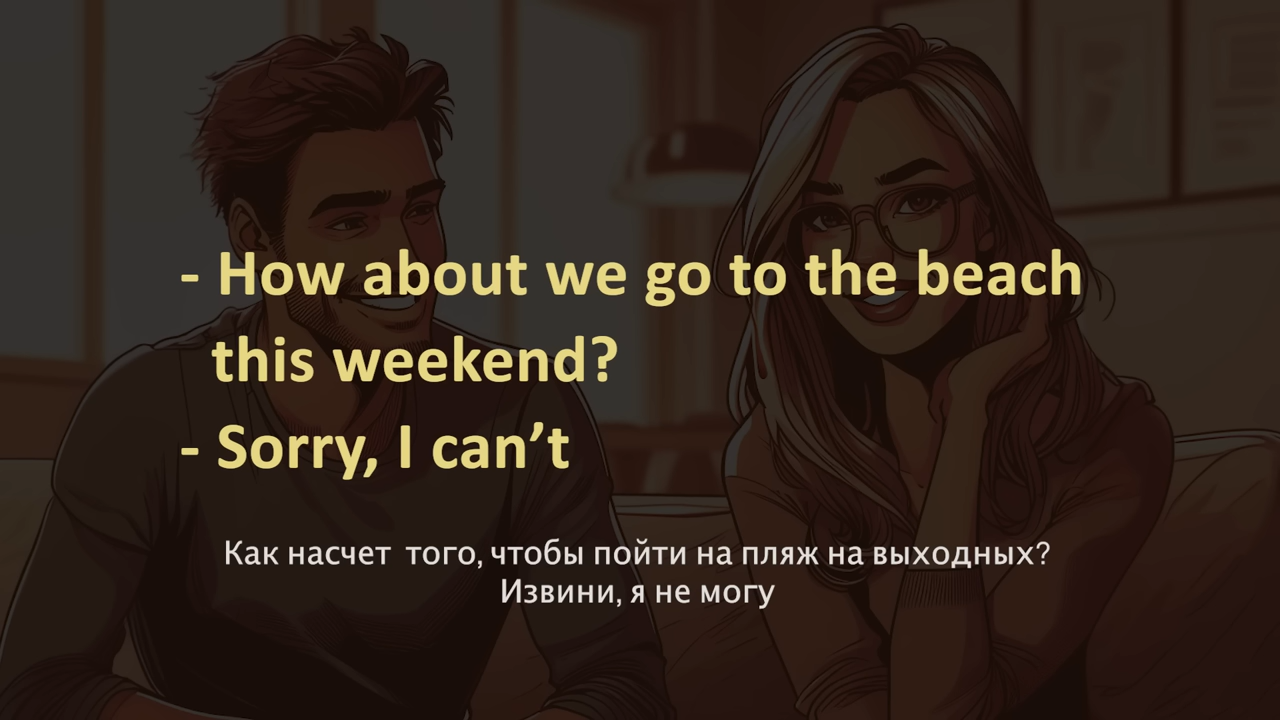 - How about we go to the beach
this weekend?
- Sorry, I can’t
Как насчет того, чтобы пойти на пляж на выходных?
Извини, я не могу